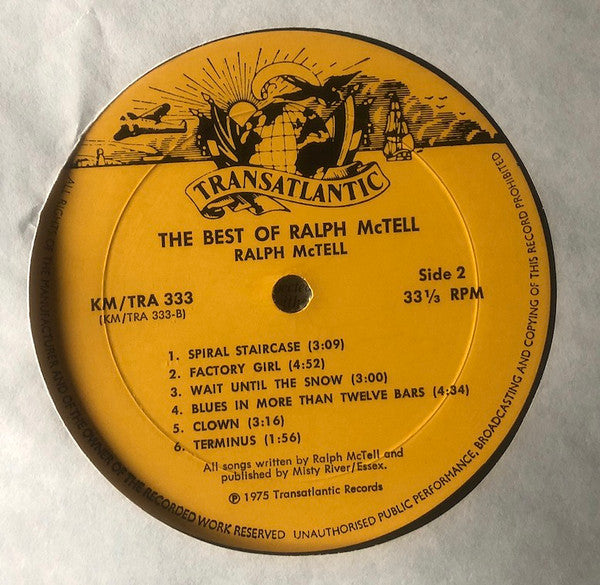 TRANSATLANTIC
THE BEST OF RALPH McTELL
RALPH McTELL
KM/TRA 333
(KM/TRA 333-B)
Side 2
33⅓ RPM
1. SPIRAL STAIRCASE (3:09)
2. FACTORY GIRL (4:52)
3. WAIT UNTIL THE SNOW (3:00)
4. BLUES IN MORE THAN TWELVE BARS (4:34)
5. CLOWN (3:16)
6. TERMINUS (1:56)
All songs written by Ralph McTell and
published by Misty River/Essex.
℗ 1975 Transatlantic Records
ALL RIGHTS OF THE MANUFACTURER AND OF THE OWNER OF THE RECORDED WORK RESERVED UNAUTHORISED PUBLIC PERFORMANCE, BROADCASTING AND COPYING OF THIS RECORD PROHIBITED